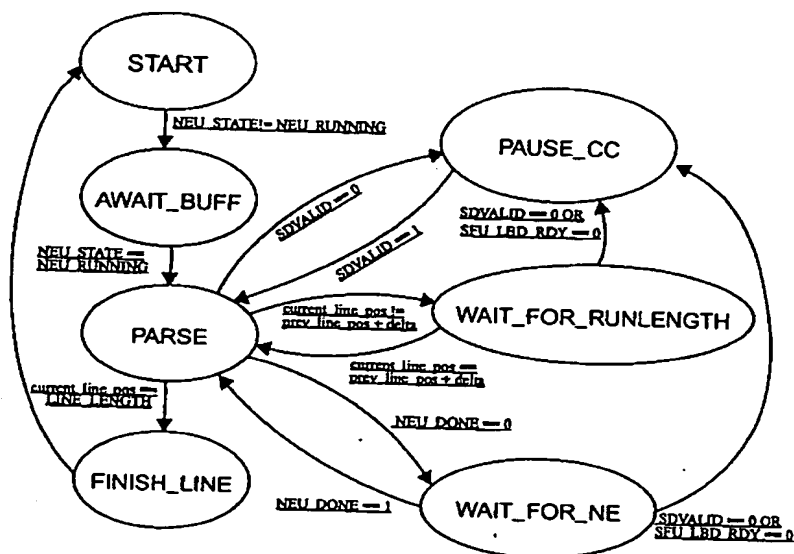 START
NEU_STATE!= NEU_RUNNING
PAUSE_CC
AWAIT_BUFF
SDVALID == 0
SDVALID == 1
SDVALID == 0 OR
SFU_LBD_RDY == 0
NEU_STATE ==
NEU_RUNNING
PARSE
current_line_pos !=
prev_line_pos + delta
WAIT_FOR_RUNLENGTH
current_line_pos ==
prev_line_pos + delta
current_line_pos ==
LINE_LENGTH
NEU_DONE == 0
FINISH_LINE
NEU_DONE == 1
WAIT_FOR_NE
SDVALID == 0 OR
SFU_LBD_RDY == 0